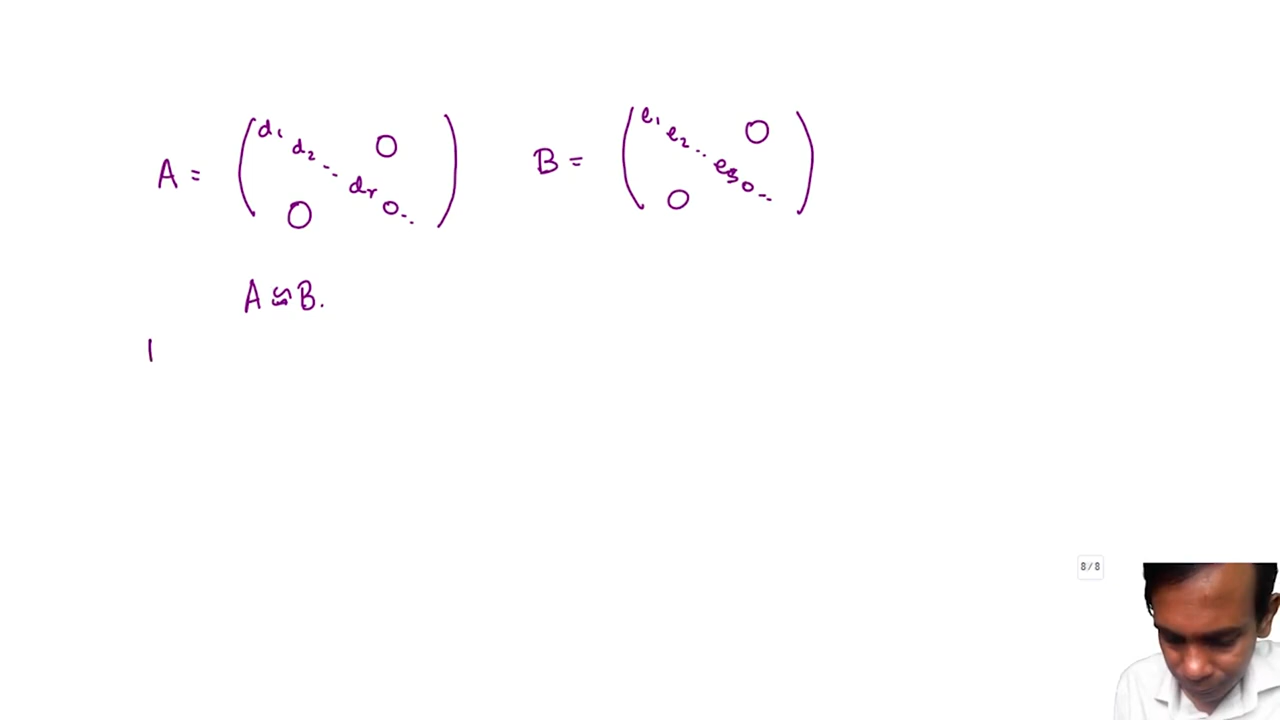 A = ( d₁ d₂ .. dᵣ 0.. 0 0 ) B = ( e₁ e₂ .. eₛ 0 .. 0 0 )
A ≌ B.
8 / 8